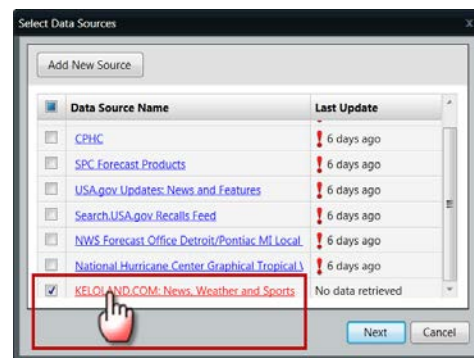 Select Data Sources
Add New Source
Data Source Name Last Update
CPHC 6 days ago
SPC Forecast Products 6 days ago
USA.gov Updates: News and Features 6 days ago
Search.USA.gov Recalls Feed 6 days ago
NWS Forecast Office Detroit/Pontiac MI Local 6 days ago
National Hurricane Center Graphical Tropical 6 days ago
KELOLAND.COM: News, Weather and Sports No data retrieved
Next Cancel